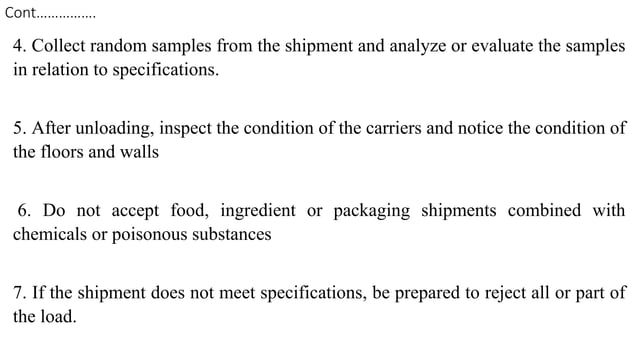 Cont…………….
4. Collect random samples from the shipment and analyze or evaluate the samples
in relation to specifications.
5. After unloading, inspect the condition of the carriers and notice the condition of
the floors and walls
6. Do not accept food, ingredient or packaging shipments combined with
chemicals or poisonous substances
7. If the shipment does not meet specifications, be prepared to reject all or part of
the load.